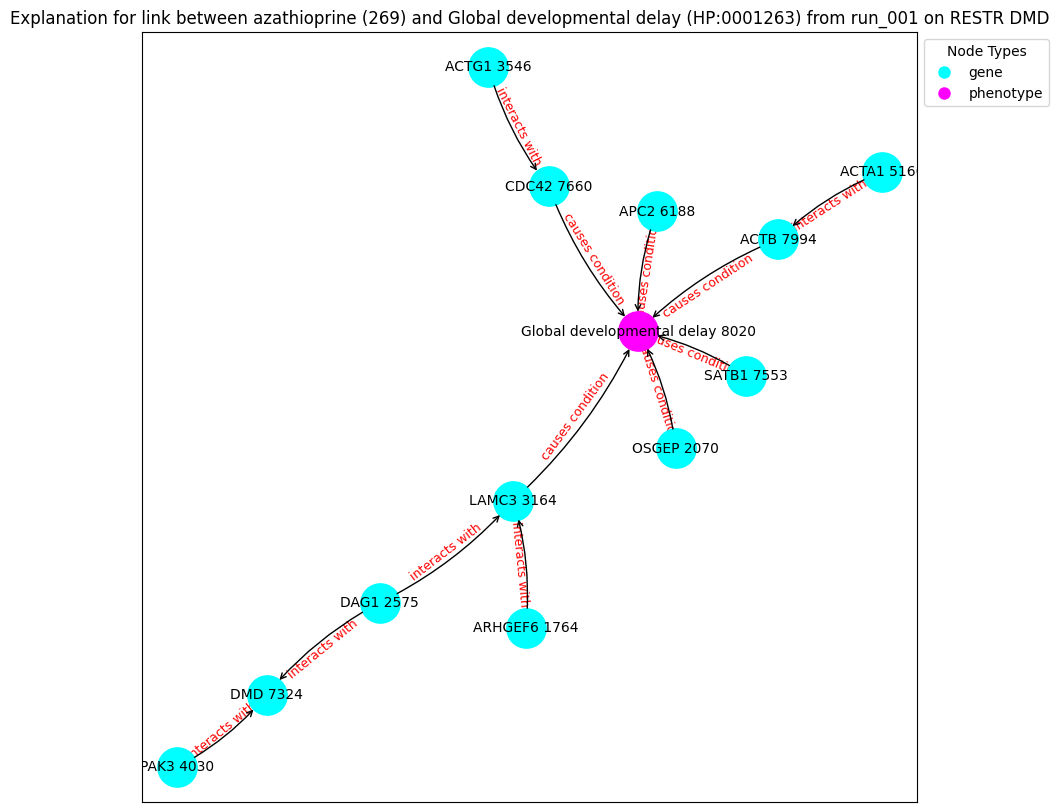 Explanation for link between azathioprine (269) and Global developmental delay (HP:0001263) from run_001 on RESTR DMD
Node Types
gene
phenotype
ACTG1 3546
interacts with
CDC42 7660
ACTA1 516
interacts with
APC2 6188
ACTB 7994
causes condition
causes condition
causes condition
Global developmental delay 8020
causes condition
SATB1 7553
causes condition
causes condition
OSGEP 2070
LAMC3 3164
interacts with
interacts with
DAG1 2575
ARHGEF6 1764
interacts with
DMD 7324
interacts with
PAK3 4030